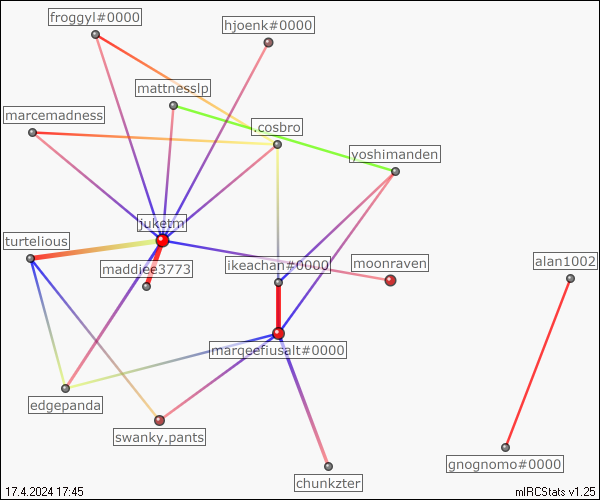 froggyl#0000
hjoenk#0000
mattnesslp
marcemadness
cosbro
yoshimanden
juketm
turtelious
maddiee3773
ikeachan#0000
moonraven
alan1002
marqeefiusalt#0000
edgepanda
swanky.pants
gnognomo#0000
chunkzter
17.4.2024 17:45
mIRCStats v1.25